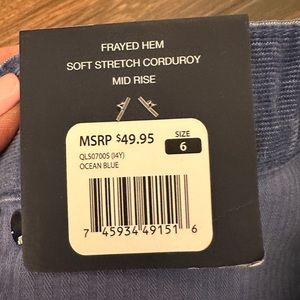 FRAYED HEM
SOFT STRETCH CORDUROY
MID RISE
MSRP $49.95
SIZE
6
QLS0700S (I4Y)
OCEAN BLUE
7 45934 49151 6